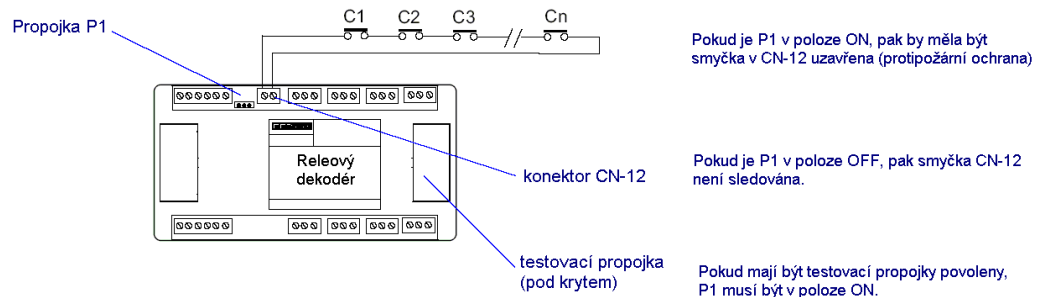 C1 C2 C3 Cn
Propojka P1
Pokud je P1 v poloze ON, pak by měla být
smyčka v CN-12 uzavřena (protipožární ochrana)
Releový
dekodér
konektor CN-12
Pokud je P1 v poloze OFF, pak smyčka CN-12
není sledována.
testovací propojka
(pod krytem)
Pokud mají být testovací propojky povoleny,
P1 musí být v poloze ON.